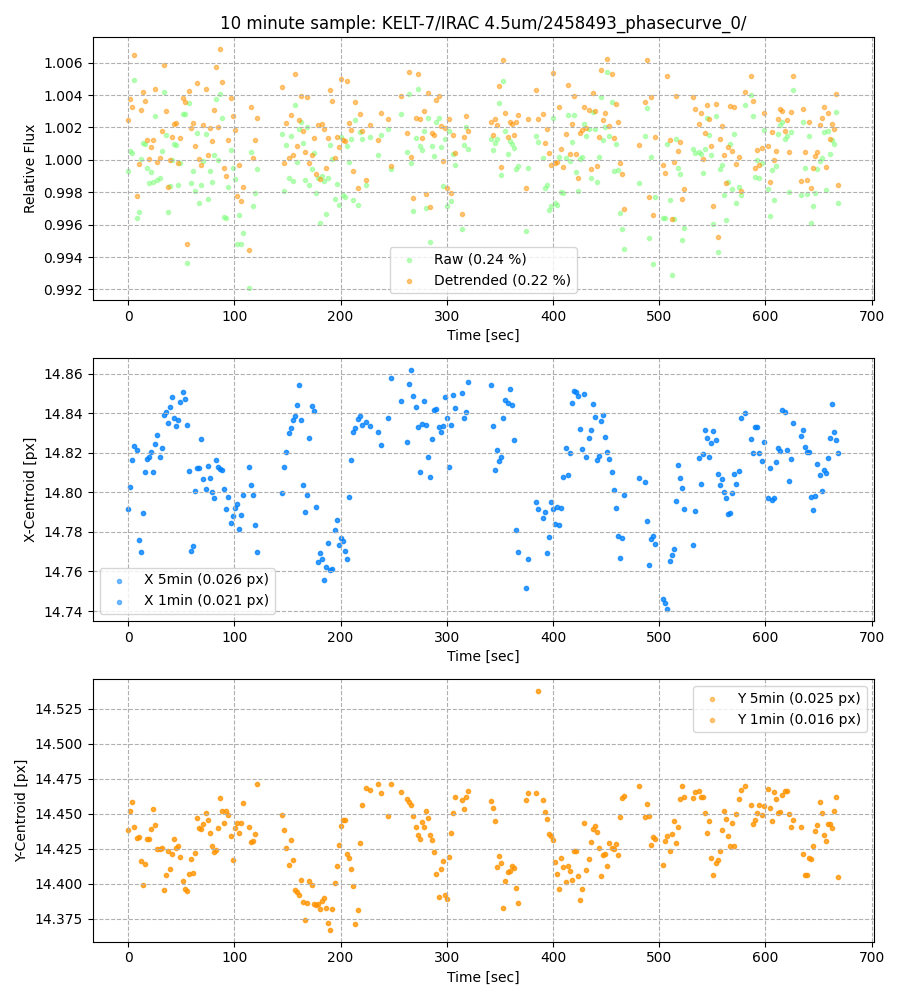 10 minute sample: KELT-7/IRAC 4.5um/2458493_phasecurve_0/
1.006
1.004
1.002
1.000
0.998
0.996
0.994
0.992
Relative Flux
Raw (0.24 %)
Detrended (0.22 %)
0 100 200 300 400 500 600 700
Time [sec]
14.86
14.84
14.82
14.80
14.78
14.76
14.74
X-Centroid [px]
X 5min (0.026 px)
X 1min (0.021 px)
0 100 200 300 400 500 600 700
Time [sec]
14.525
14.500
14.475
14.450
14.425
14.400
14.375
Y-Centroid [px]
Y 5min (0.025 px)
Y 1min (0.016 px)
0 100 200 300 400 500 600 700
Time [sec]